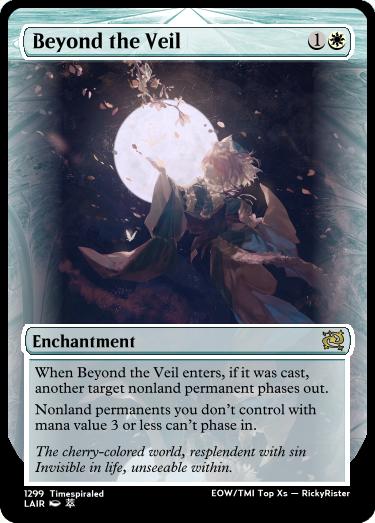 Beyond the Veil
1
Enchantment
When Beyond the Veil enters, if it was cast,
another target nonland permanent phases out.
Nonland permanents you don't control with
mana value 3 or less can't phase in.
The cherry-colored world, resplendent with sin
Invisible in life, unseeable within.
1299 Timespiraled
EOW/TMI Top Xs — RickyRister
LAIR 萃